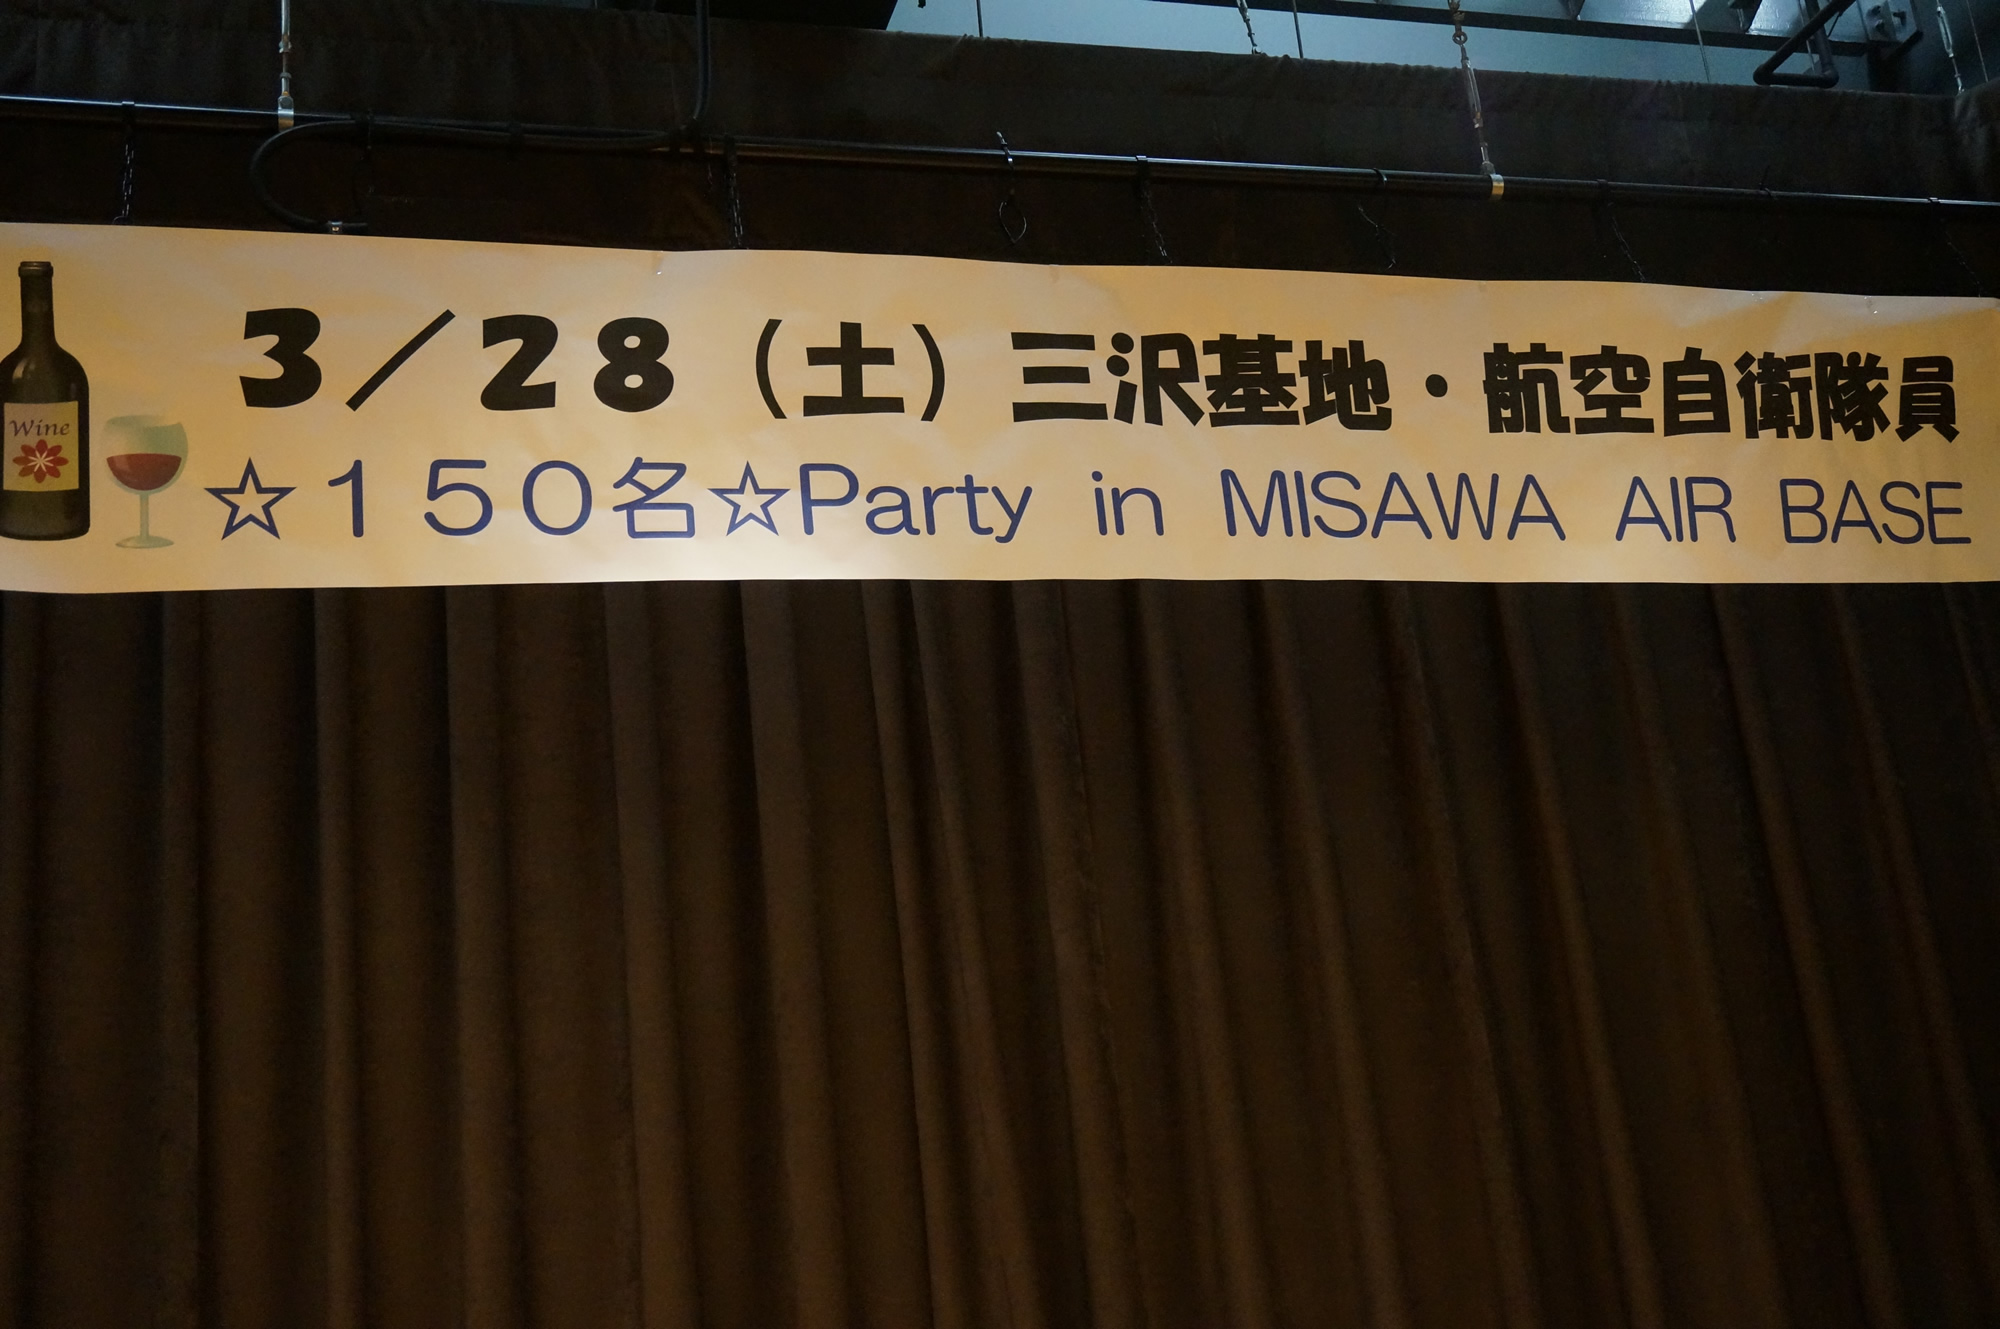 3／28（土）三沢基地・航空自衛隊員
☆150名☆Party in MISAWA AIR BASE
Wine